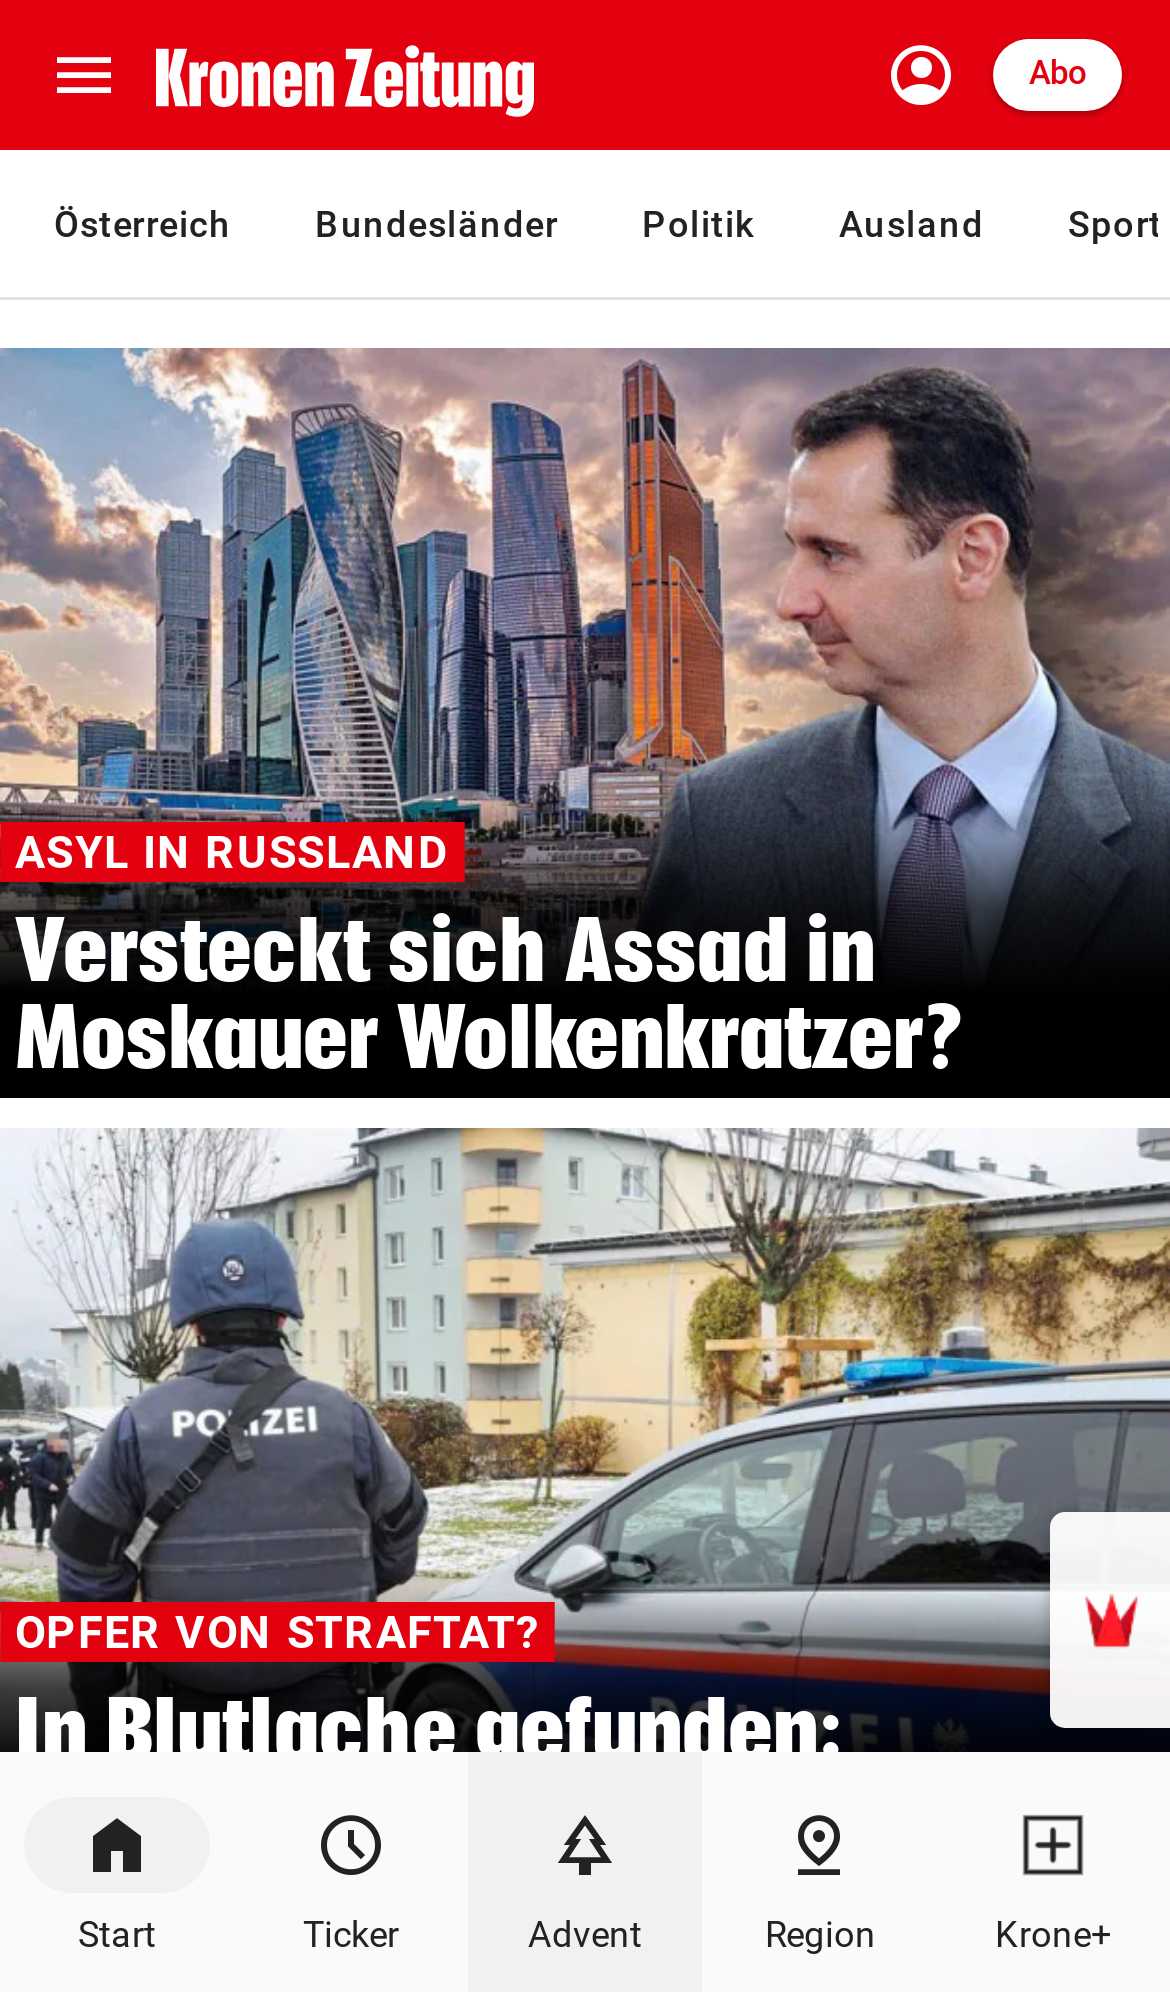 Kronen Zeitung
Abo
Österreich Bundesländer Politik Ausland Sport
ASYL IN RUSSLAND
Versteckt sich Assad in
Moskauer Wolkenkratzer?
POLIZEI
POLIZEI
OPFER VON STRAFTAT?
In Blutlache gefunden:
Start Ticker Advent Region Krone+